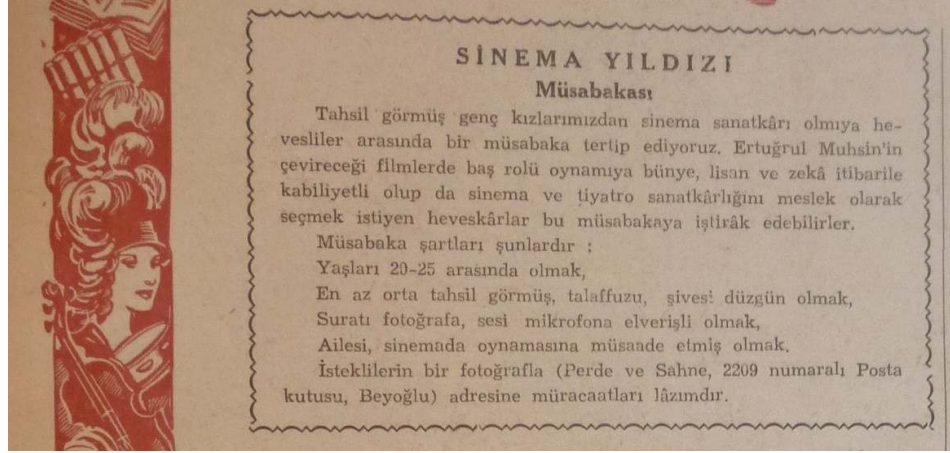 SİNEMA YILDIZI
Müsabakası
Tahsil görmüş genç kızlarımızdan sinema sanatkârı olmıya he-
vesliler arasında bir müsabaka tertip ediyoruz. Ertuğrul Muhsin'in
çevireceği filmlerde baş rolü oynamıya bünye, lisan ve zekâ itibarile
kabiliyetli olup da sinema ve tiyatro sanatkârlığını meslek olarak
seçmek istiyen heveskârlar bu müsabakaya iştirâk edebilirler.
Müsabaka şartları şunlardır :
Yaşları 20-25 arasında olmak,
En az orta tahsil görmüş, talaffuzu, şivesi düzgün olmak,
Suratı fotoğrafa, sesi mikrofona elverişli olmak,
Ailesi, sinemada oynamasına müsaade etmiş olmak.
İsteklilerin bir fotoğrafla (Perde ve Sahne, 2209 numaralı Posta
kutusu, Beyoğlu) adresine müracaatları lâzımdır.